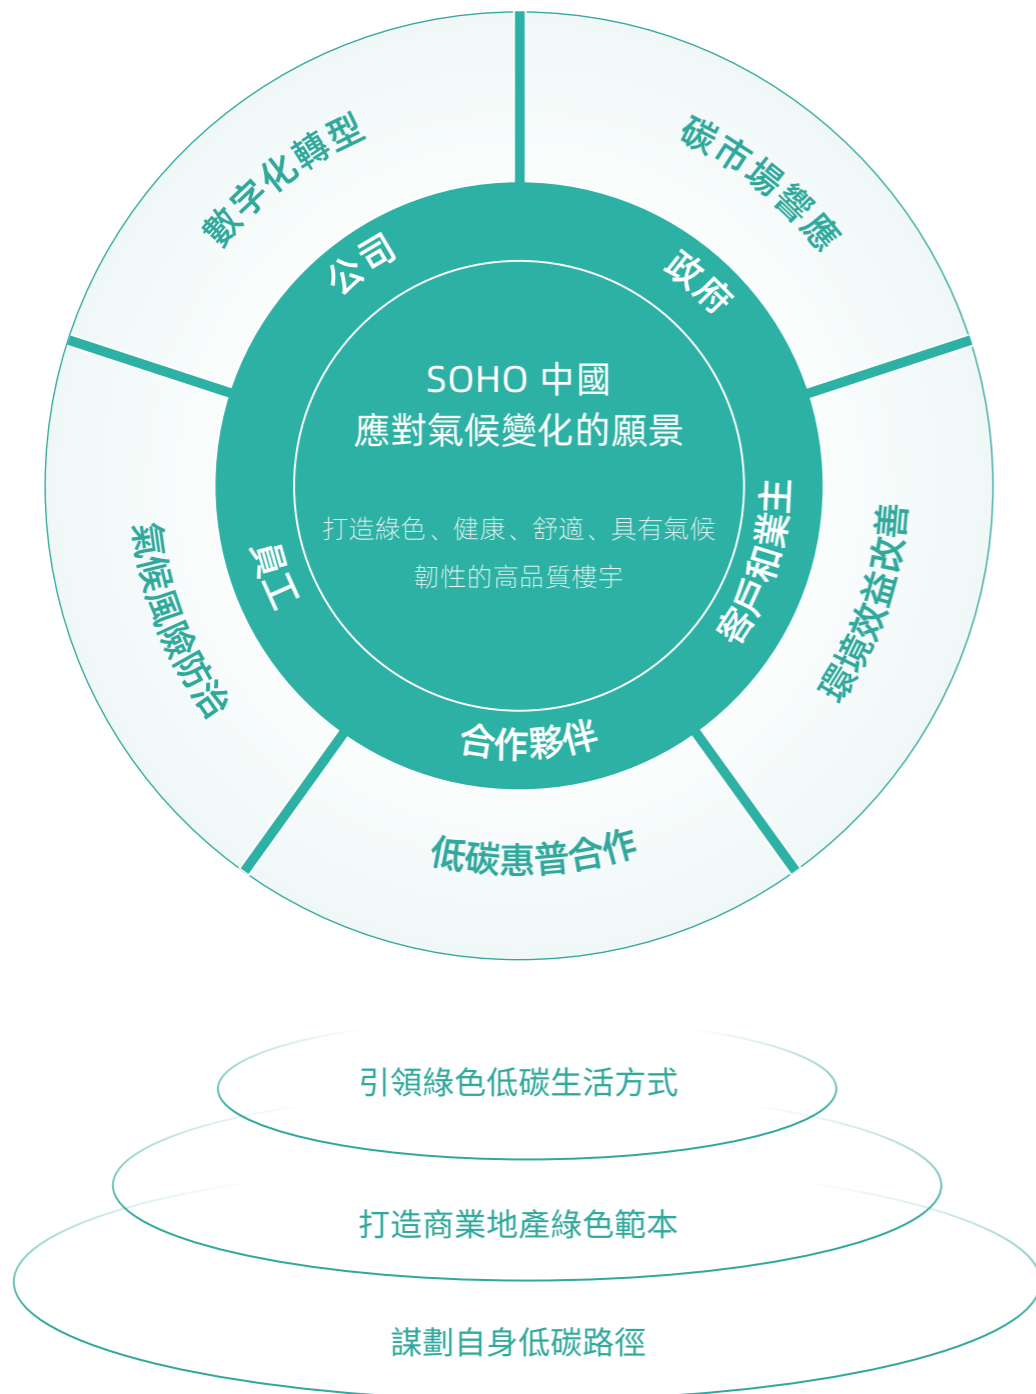 數字化轉型
碳市場響應
公司
政府
SOHO 中國
應對氣候變化的願景
打造綠色、健康、舒適、具有氣候
韌性的高品質樓宇
員工
客戶和業主
氣候風險防治
環境效益改善
合作夥伴
低碳惠普合作
引領綠色低碳生活方式
打造商業地產綠色範本
謀劃自身低碳路徑